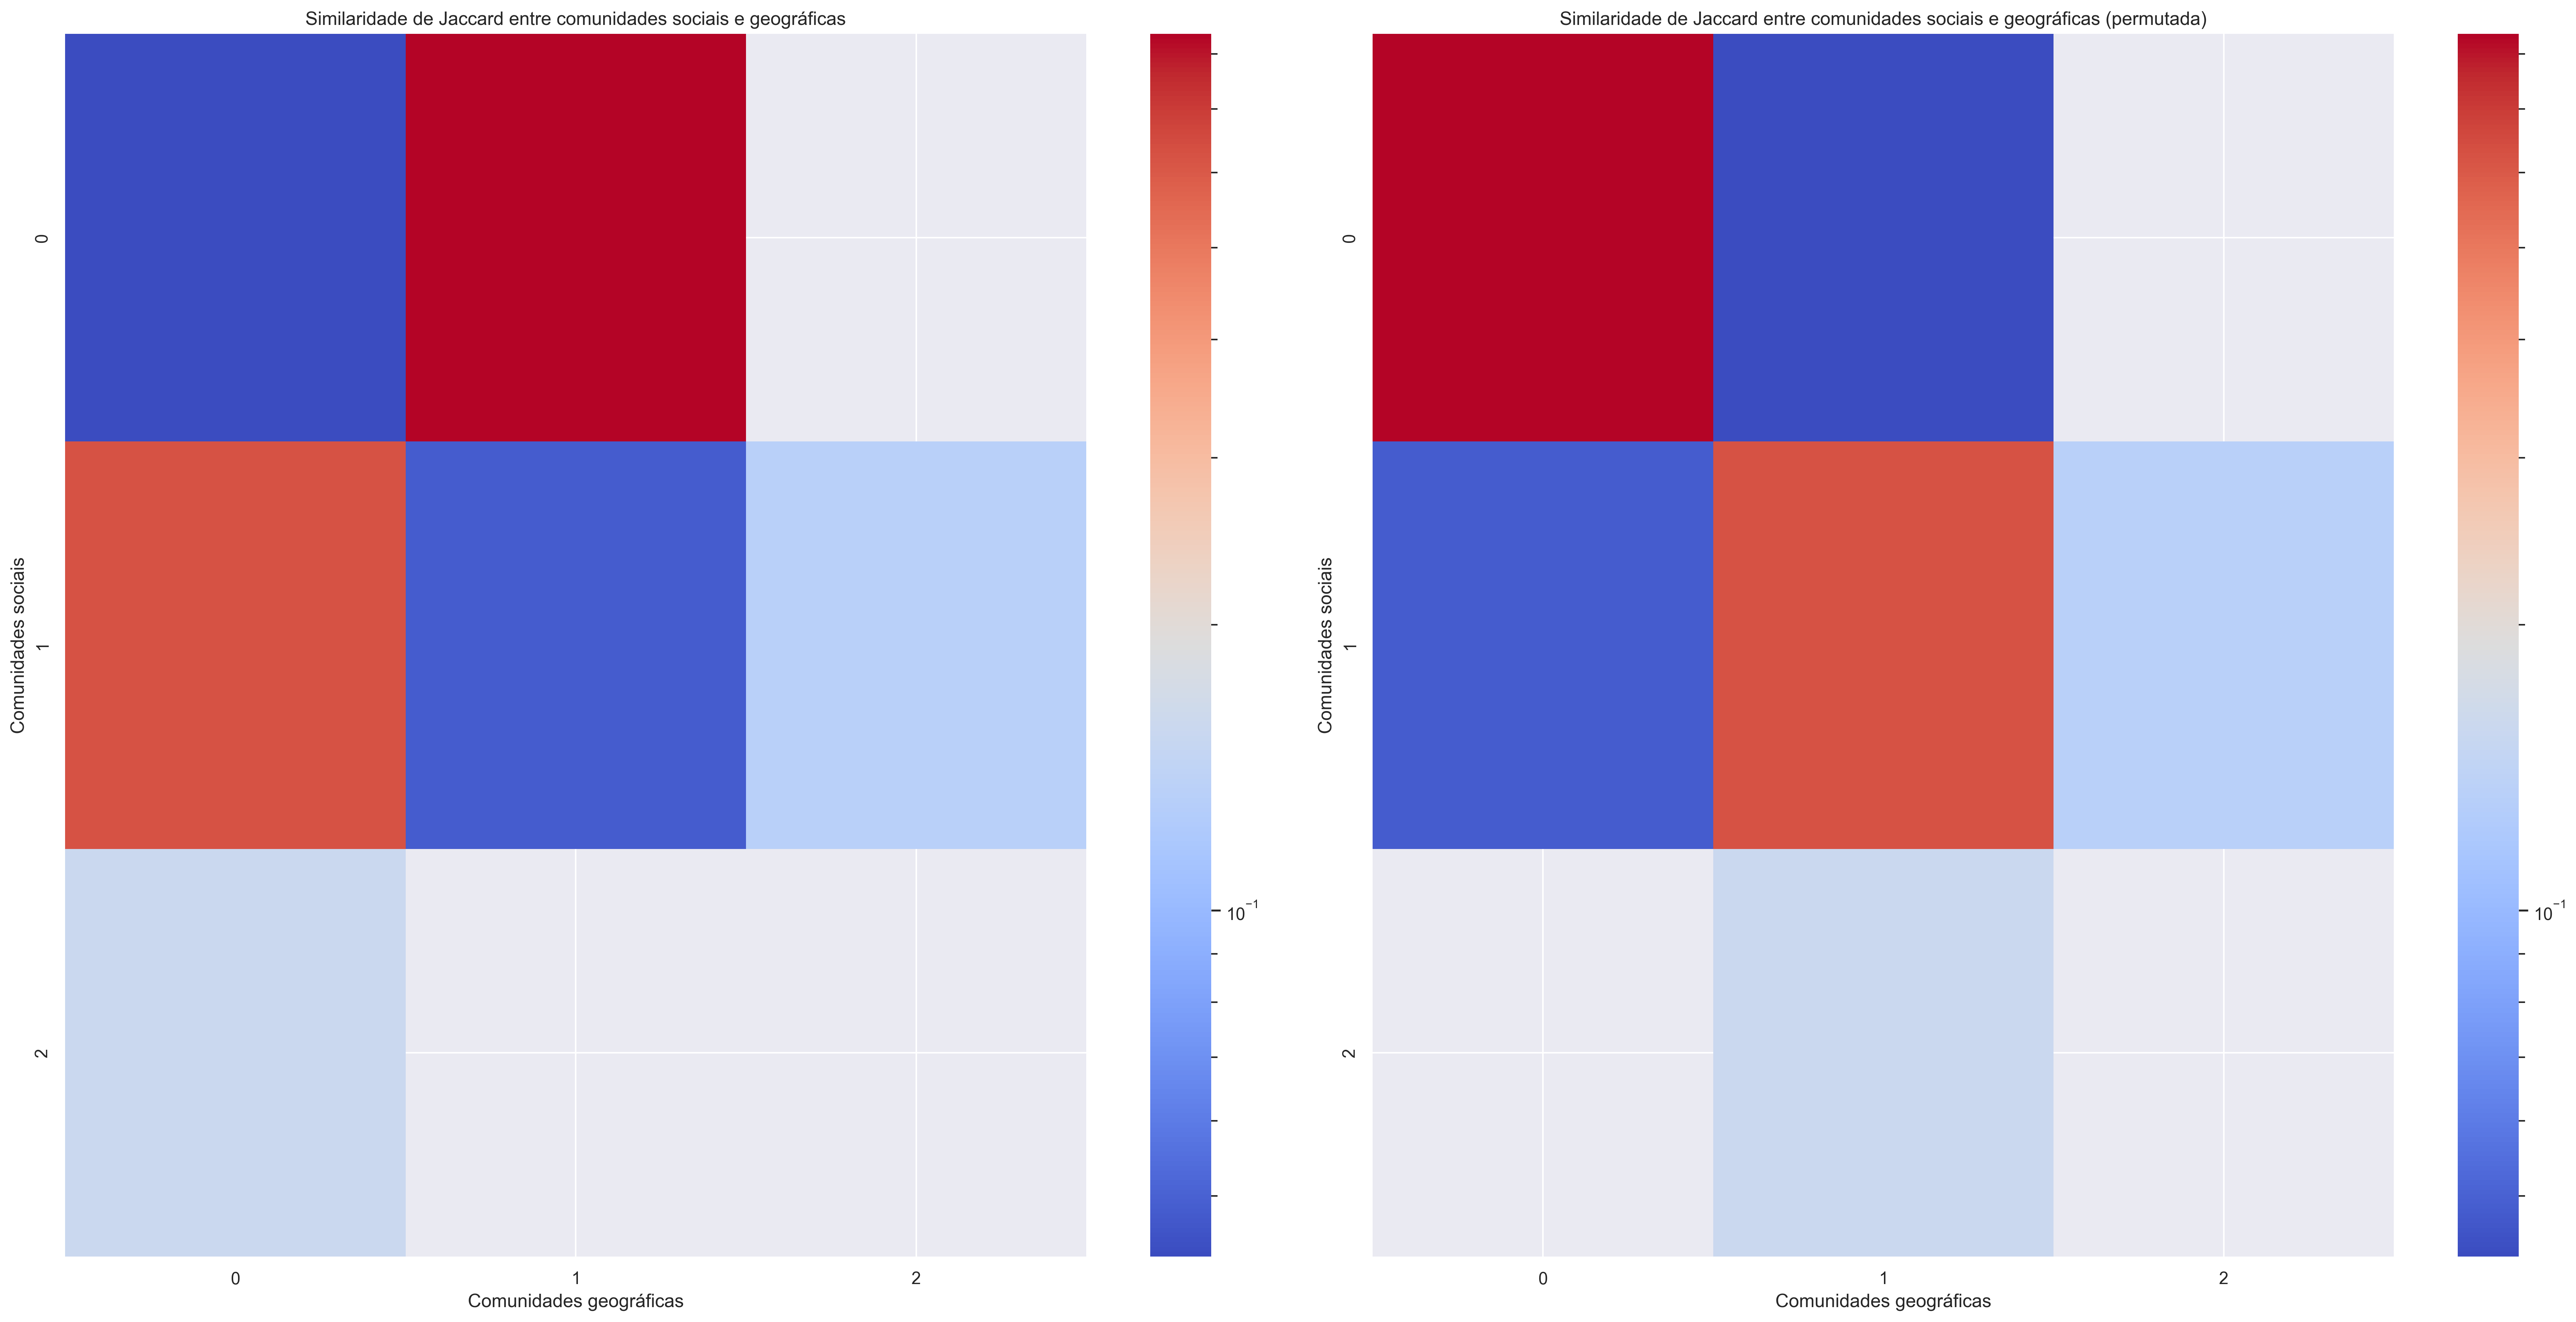 Similaridade de Jaccard entre comunidades sociais e geográficas
Comunidades sociais
0
1
2
0 1 2
Comunidades geográficas
10⁻¹
Similaridade de Jaccard entre comunidades sociais e geográficas (permutada)
Comunidades sociais
0
1
2
0 1 2
Comunidades geográficas
10⁻¹